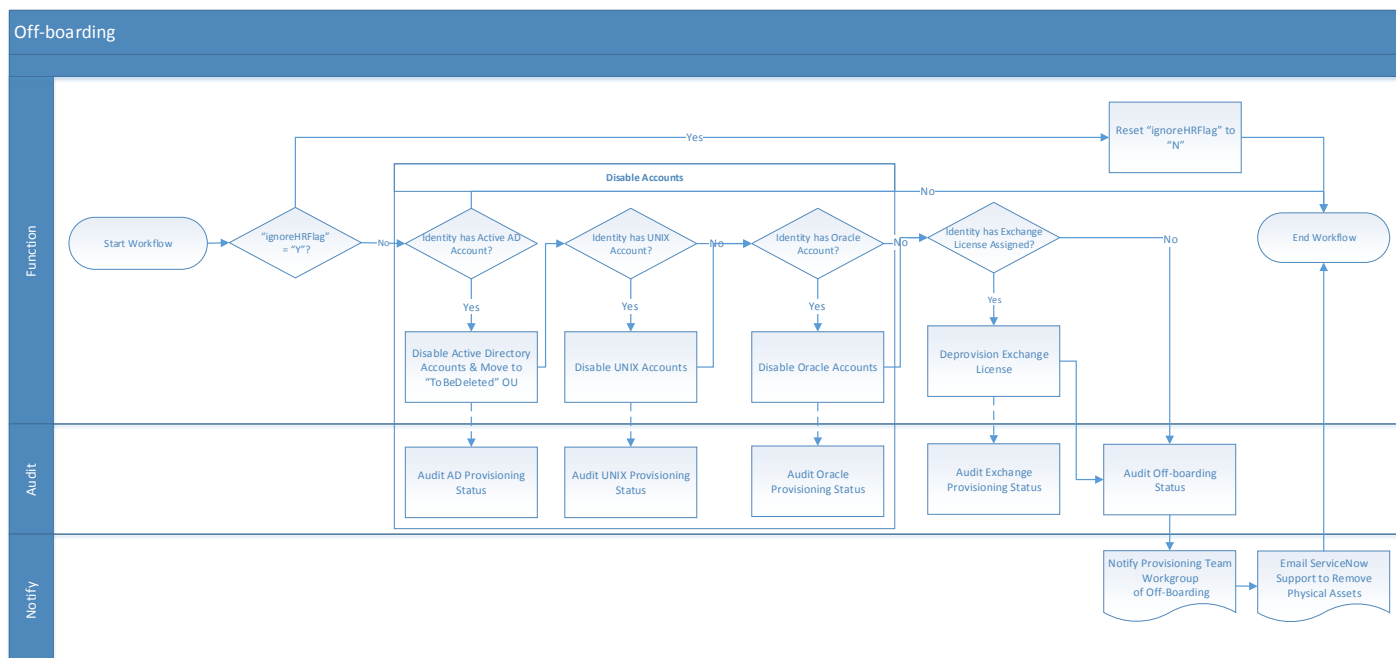 Off-boarding
Function
Yes
Reset “ignoreHRFlag” to
“N”
Disable Accounts
No
Start Workflow
“ignoreHRFlag”
= “Y”?
No
Identity has Active AD
Account?
Identity has UNIX
Account?
No
Identity has Oracle
Account?
No
Identity has Exchange
License Assigned?
No
End Workflow
Yes
Yes
Yes
Yes
Disable Active Directory
Accounts & Move to
“ToBeDeleted” OU
Disable UNIX Accounts
Disable Oracle Accounts
Deprovision Exchange
License
Audit
Audit AD Provisioning
Status
Audit UNIX Provisioning
Status
Audit Oracle
Provisioning Status
Audit Exchange
Provisioning Status
Audit Off-boarding
Status
Notify
Notify Provisioning Team
Workgroup
of Off-Boarding
Email ServiceNow
Support to Remove
Physical Assets